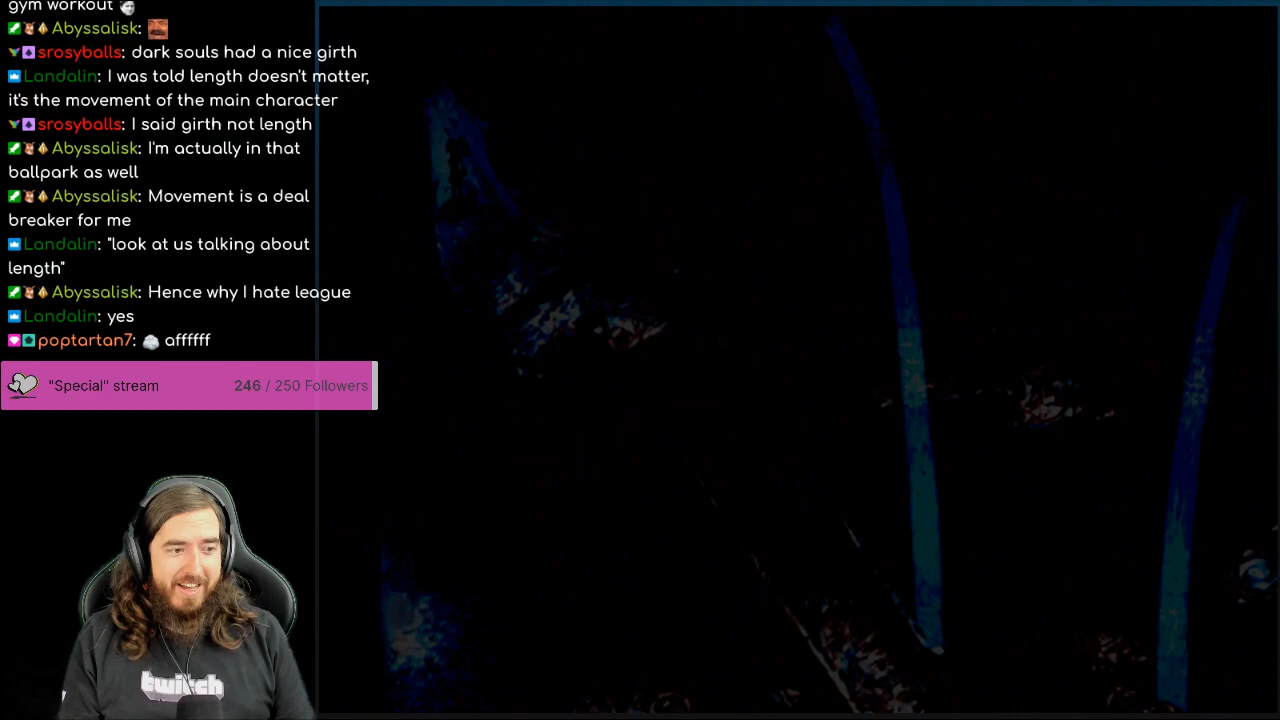 gym workout
Abyssalisk:
srosyballs: dark souls had a nice girth
Landalin: I was told length doesn't matter,
it's the movement of the main character
srosyballs: I said girth not length
Abyssalisk: I'm actually in that
ballpark as well
Abyssalisk: Movement is a deal
breaker for me
Landalin: "look at us talking about
length"
Abyssalisk: Hence why I hate league
Landalin: yes
poptartan7: affffff
"Special" stream 246 / 250 Followers
twitch